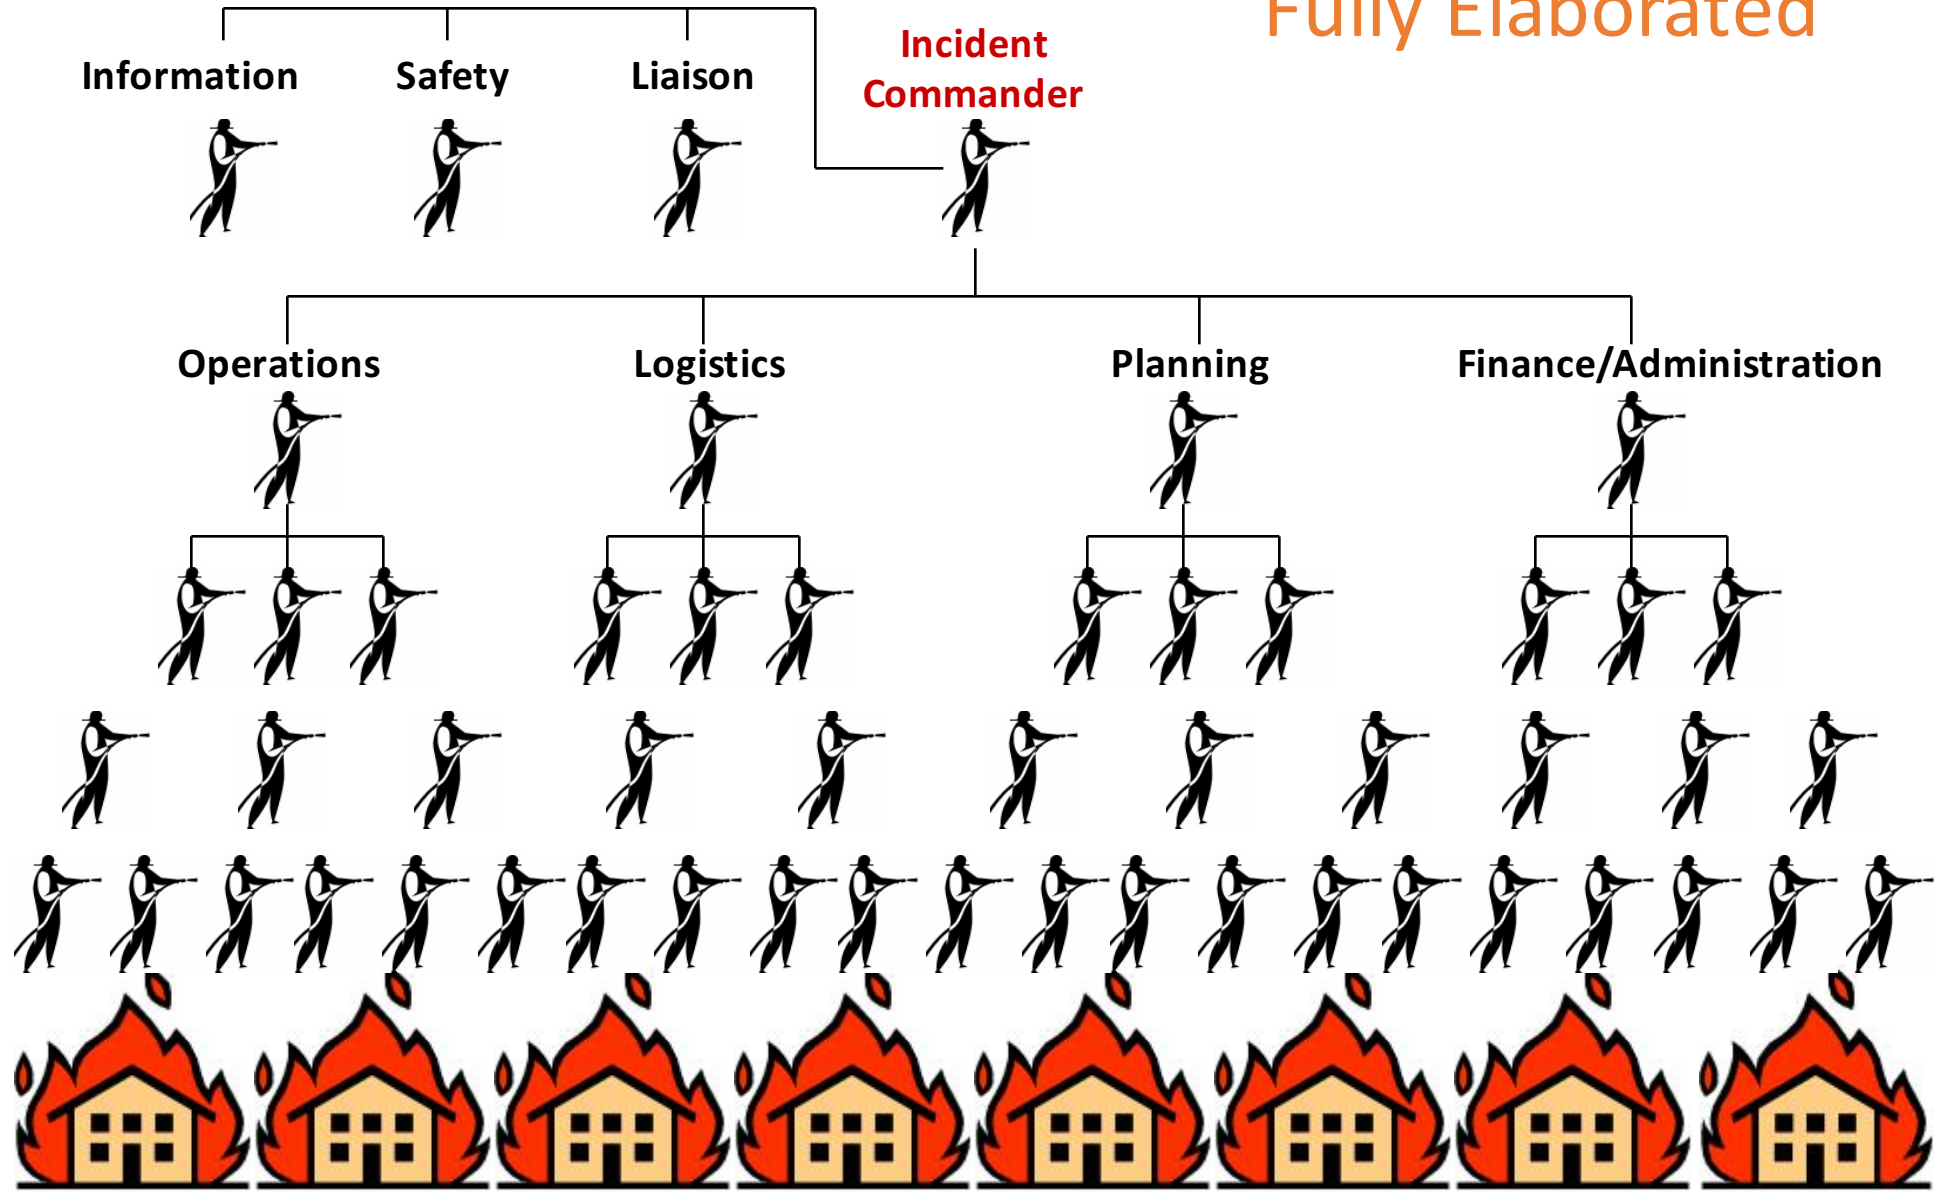 Fully Elaborated
Incident
Commander
Information Safety Liaison
Operations Logistics Planning Finance/Administration